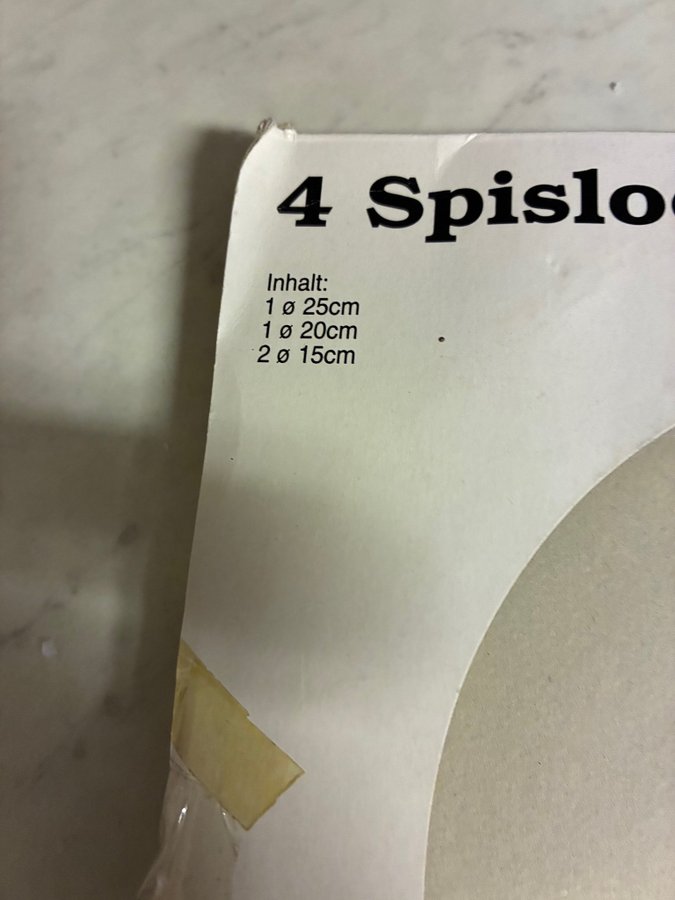 4 Spislo
Inhalt:
1 ø 25cm
1 ø 20cm
2 ø 15cm